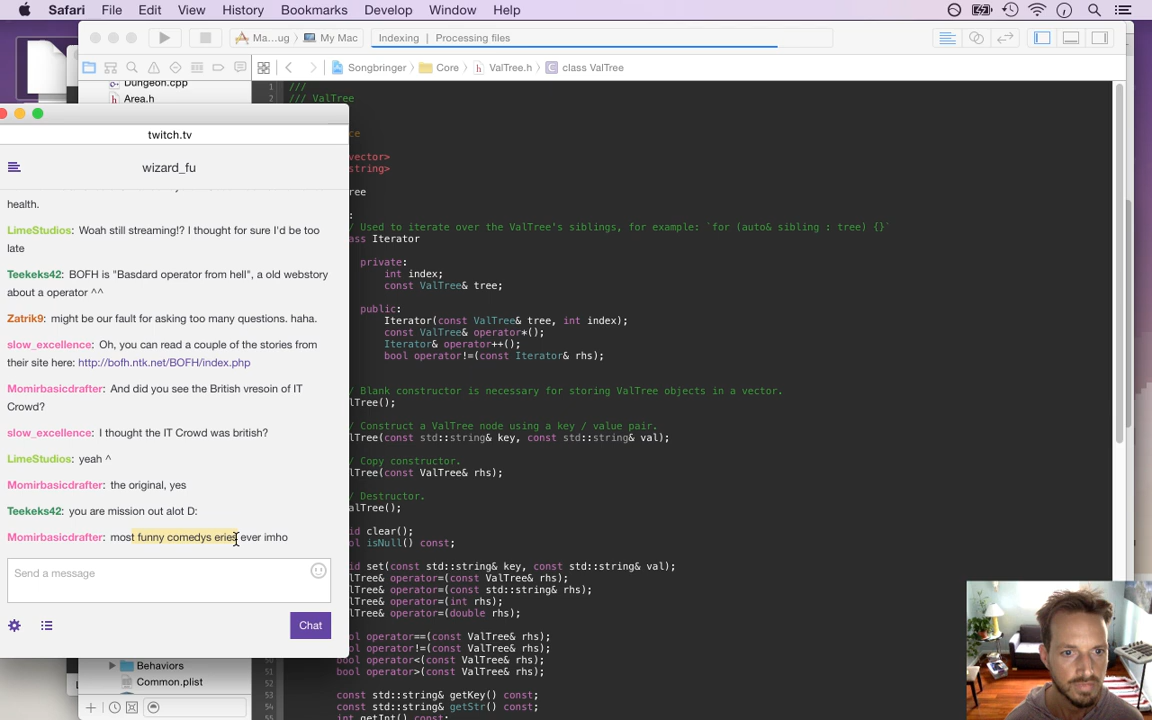 Safari File Edit View History Bookmarks Develop Window Help
Ma...ug My Mac Indexing | Processing files
Songbringer Core ValTree.h class ValTree
Dungeon.cpp
Area.h
twitch.tv
wizard_fu
health.
LimeStudios: Woah still streaming!? I thought for sure I'd be too
late
Teekeks42: BOFH is "Basdard operator from hell", a old webstory
about a operator ^^
Zatrik9: might be our fault for asking too many questions. haha.
slow_excellence: Oh, you can read a couple of the stories from
their site here: http://bofh.ntk.net/BOFH/index.php
Momirbasicdrafter: And did you see the British vresoin of IT
Crowd?
slow_excellence: I thought the IT Crowd was british?
LimeStudios: yeah ^
Momirbasicdrafter: the original, yes
Teekeks42: you are mission out alot D:
Momirbasicdrafter: most funny comedys eries ever imho
Send a message
Chat
Behaviors
Common.plist
1 ///
2 /// ValTree
ce
vector>
string>
ree
:
/ Used to iterate over the ValTree's siblings, for example: `for (auto& sibling : tree) {}`
ass Iterator
private:
int index;
const ValTree& tree;
public:
Iterator(const ValTree& tree, int index);
const ValTree& operator*();
Iterator& operator++();
bool operator!=(const Iterator& rhs);
/ Blank constructor is necessary for storing ValTree objects in a vector.
lTree();
/ Construct a ValTree node using a key / value pair.
lTree(const std::string& key, const std::string& val);
/ Copy constructor.
lTree(const ValTree& rhs);
/ Destructor.
alTree();
id clear();
ol isNull() const;
id set(const std::string& key, const std::string& val);
lTree& operator=(const ValTree& rhs);
lTree& operator=(const std::string& rhs);
lTree& operator=(int rhs);
lTree& operator=(double rhs);
ol operator==(const ValTree& rhs);
ol operator!=(const ValTree& rhs);
50 bool operator<(const ValTree& rhs);
51 bool operator>(const ValTree& rhs);
52
53 const std::string& getKey() const;
54 const std::string& getStr() const;
55 int getInt() const;